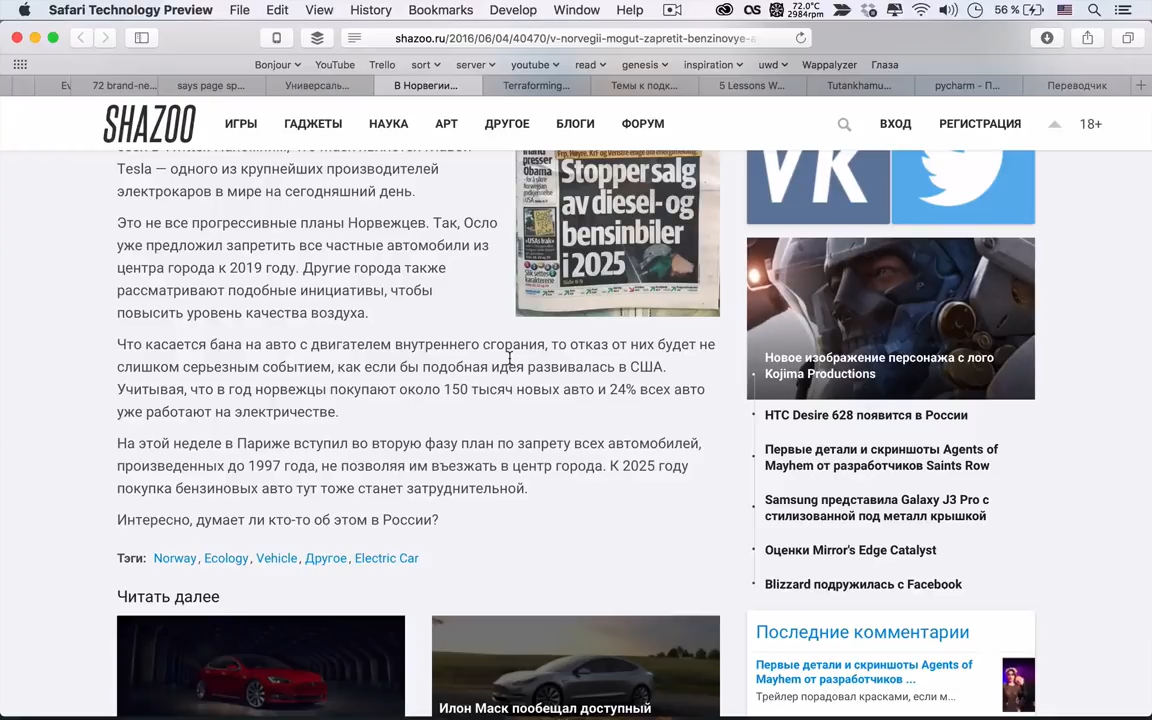 Safari Technology Preview File Edit View History Bookmarks Develop Window Help 72.0°C 2984rpm 56 %
shazoo.ru/2016/06/04/40470/v-norvegii-mogut-zapretit-benzinovye-a
Bonjour YouTube Trello sort server youtube read genesis inspiration uwd Wappalyzer Глаза
Ev 72 brand-ne... says page sp... Универсаль... В Норвегии... Terraforming... Темы к подк... 5 Lessons W... Tutankhamu... pycharm - П... Переводчик
SHAZOO ИГРЫ ГАДЖЕТЫ НАУКА АРТ ДРУГОЕ БЛОГИ ФОРУМ ВХОД РЕГИСТРАЦИЯ 18+
Tesla — одного из крупнейших производителей
электрокаров в мире на сегодняшний день.
Это не все прогрессивные планы Норвежцев. Так, Осло
уже предложил запретить все частные автомобили из
центра города к 2019 году. Другие города также
рассматривают подобные инициативы, чтобы
повысить уровень качества воздуха.
presser
Obama
Stopper salg
av diesel- og
bensinbiler
i 2025
Что касается бана на авто с двигателем внутреннего сгорания, то отказ от них будет не
слишком серьезным событием, как если бы подобная идея развивалась в США.
Учитывая, что в год норвежцы покупают около 150 тысяч новых авто и 24% всех авто
уже работают на электричестве.
На этой неделе в Париже вступил во вторую фазу план по запрету всех автомобилей,
произведенных до 1997 года, не позволяя им въезжать в центр города. К 2025 году
покупка бензиновых авто тут тоже станет затруднительной.
Интересно, думает ли кто-то об этом в России?
Тэги: Norway, Ecology, Vehicle, Другое, Electric Car
Читать далее
Илон Маск пообещал доступный
VK
Новое изображение персонажа с лого
Kojima Productions
HTC Desire 628 появится в России
Первые детали и скриншоты Agents of
Mayhem от разработчиков Saints Row
Samsung представила Galaxy J3 Pro с
стилизованной под металл крышкой
Оценки Mirror's Edge Catalyst
Blizzard подружилась с Facebook
Последние комментарии
Первые детали и скриншоты Agents of
Mayhem от разработчиков ...
Трейлер порадовал красками, если м...